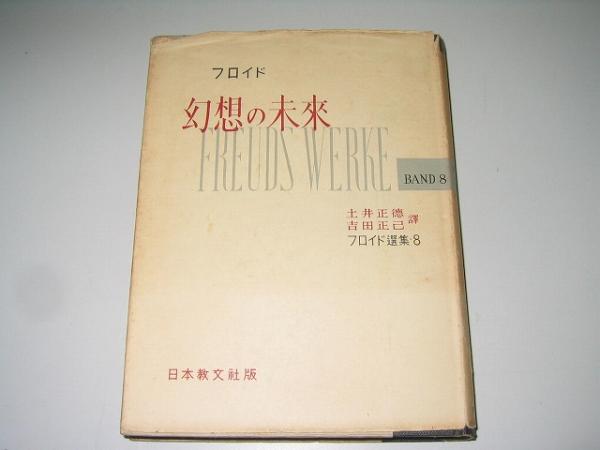 フロイド
幻想の未來
FREUDS WERKE
BAND 8
土井正德
吉田正己 譯
フロイド選集·8
日本教文社版